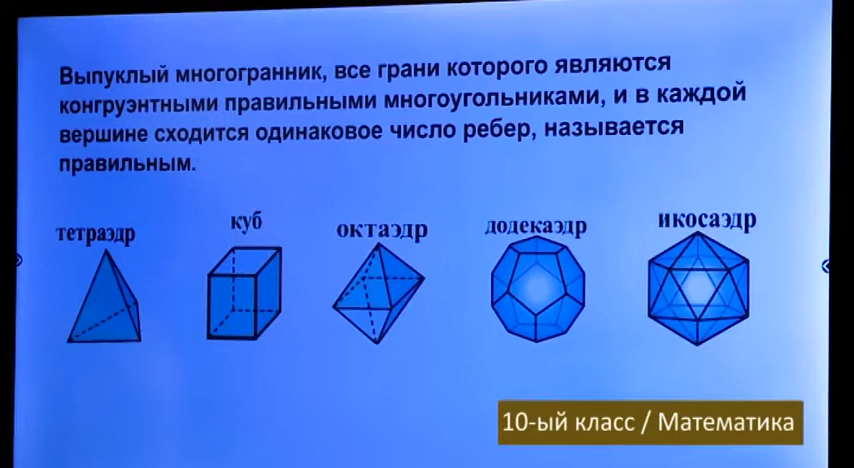 Выпуклый многогранник, все грани которого являются
конгруэнтными правильными многоугольниками, и в каждой
вершине сходится одинаковое число ребер, называется
правильным.
тетраэдр
куб
октаэдр
додекаэдр
икосаэдр
10-ый класс / Математика